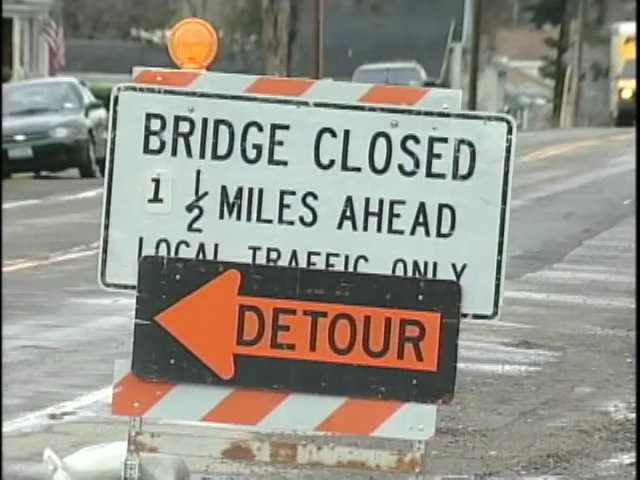 BRIDGE CLOSED
1 1/2 MILES AHEAD
LOCAL TRAFFIC ONLY
DETOUR